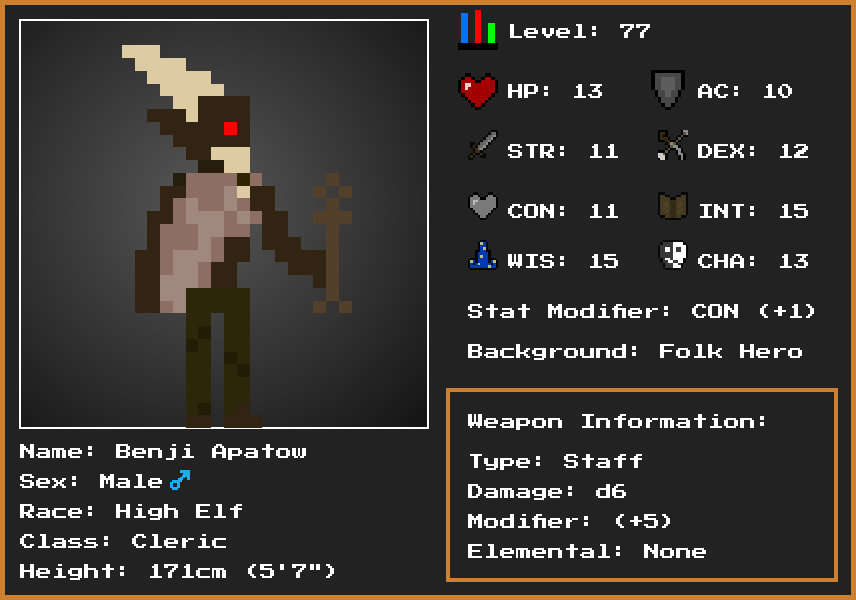 Level: 77
HP: 13
AC: 10
STR: 11
DEX: 12
CON: 11
INT: 15
WIS: 15
CHA: 13
Stat Modifier: CON (+1)
Background: Folk Hero
Weapon Information:
Type: Staff
Damage: d6
Modifier: (+5)
Elemental: None
Name: Benji Apatow
Sex: Male♂
Race: High Elf
Class: Cleric
Height: 171cm (5'7")